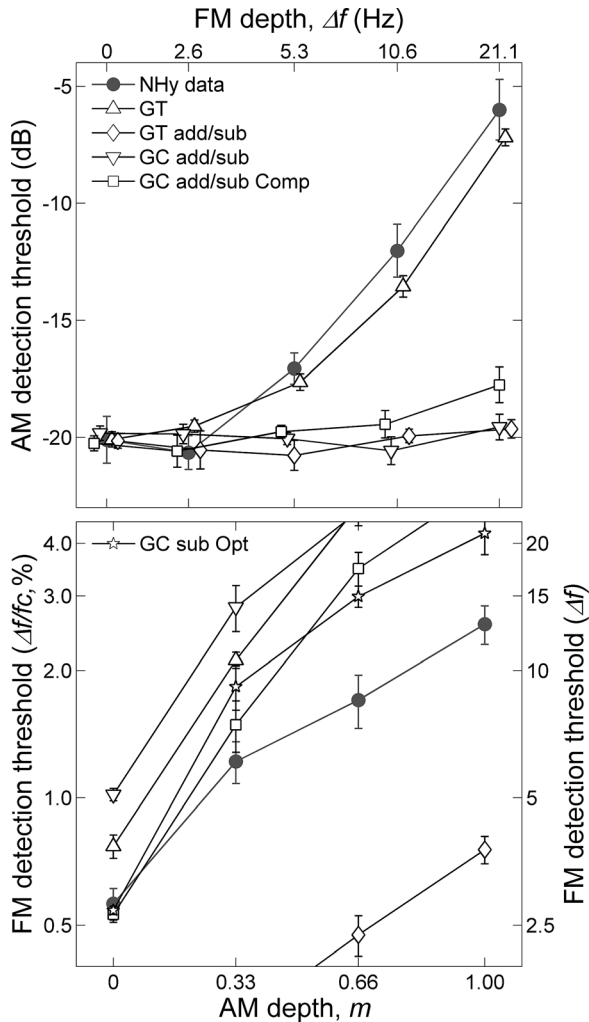 FM depth, Δf (Hz)
0 2.6 5.3 10.6 21.1
AM detection threshold (dB)
-5
-10
-15
-20
NHy data
GT
GT add/sub
GC add/sub
GC add/sub Comp
FM detection threshold (Δf/fc,%)
4.0
3.0
2.0
1.0
0.5
GC sub Opt
20
15
10
5
2.5
FM detection threshold (Δf)
0 0.33 0.66 1.00
AM depth, m